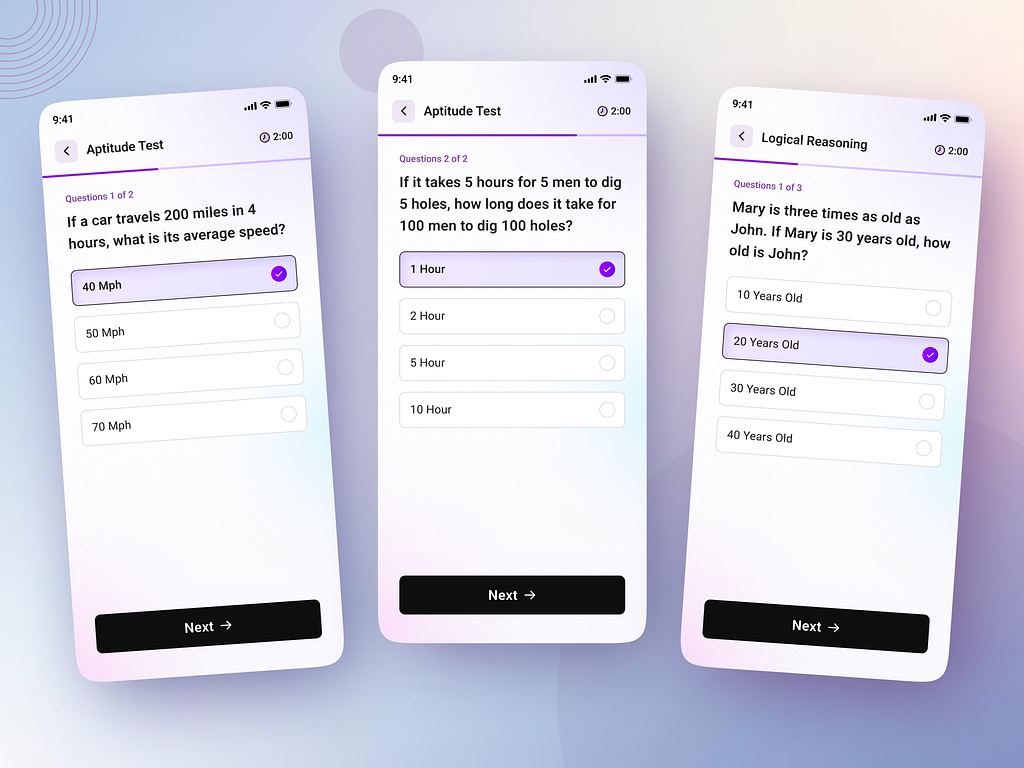 9:41
Aptitude Test
2:00
Questions 1 of 2
If a car travels 200 miles in 4
hours, what is its average speed?
40 Mph
50 Mph
60 Mph
70 Mph
Next →
9:41
Aptitude Test
2:00
Questions 2 of 2
If it takes 5 hours for 5 men to dig
5 holes, how long does it take for
100 men to dig 100 holes?
1 Hour
2 Hour
5 Hour
10 Hour
Next →
9:41
Logical Reasoning
2:00
Questions 1 of 3
Mary is three times as old as
John. If Mary is 30 years old, how
old is John?
10 Years Old
20 Years Old
30 Years Old
40 Years Old
Next →